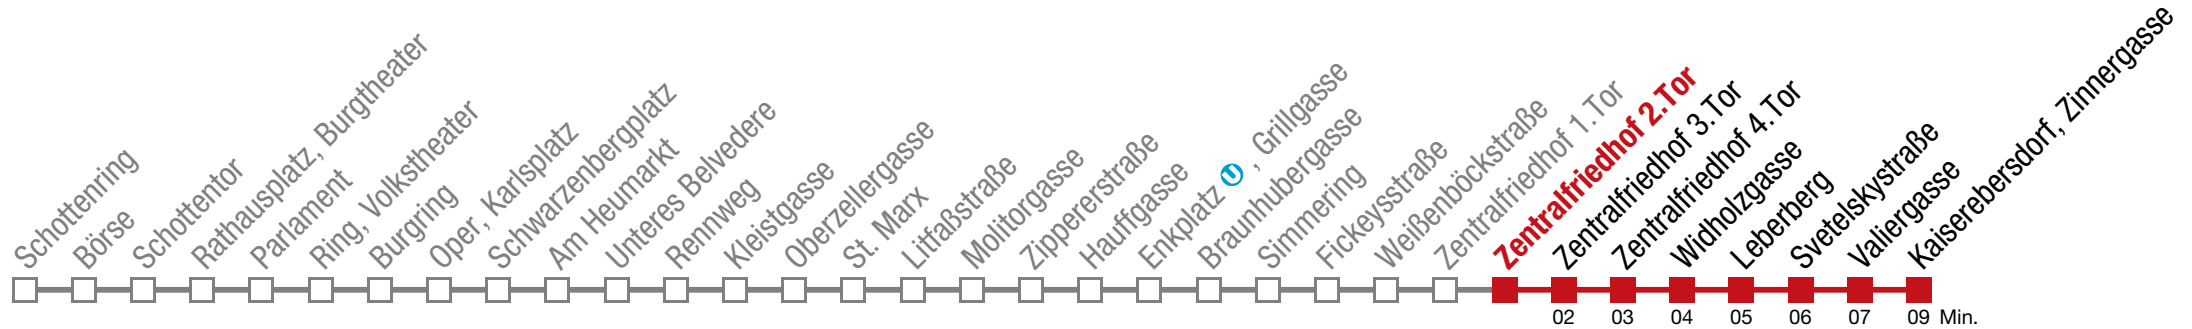 Schottenring
Börse
Schottentor
Rathausplatz, Burgtheater
Parlament
Ring, Volkstheater
Burgring
Oper, Karlsplatz
Schwarzenbergplatz
Am Heumarkt
Unteres Belvedere
Rennweg
Kleistgasse
Oberzellergasse
St. Marx
Litfaßstraße
Molitorgasse
Zippererstraße
Hauffgasse
Enkplatz U, Grillgasse
Braunhubergasse
Simmering
Fickeysstraße
Weißenböckstraße
Zentralfriedhof 1.Tor
Zentralfriedhof 2.Tor
Zentralfriedhof 3.Tor
Zentralfriedhof 4.Tor
Widholzgasse
Leberberg
Svetelskystraße
Valiergasse
Kaiserebersdorf, Zinnergasse
02 03 04 05 06 07 09 Min.